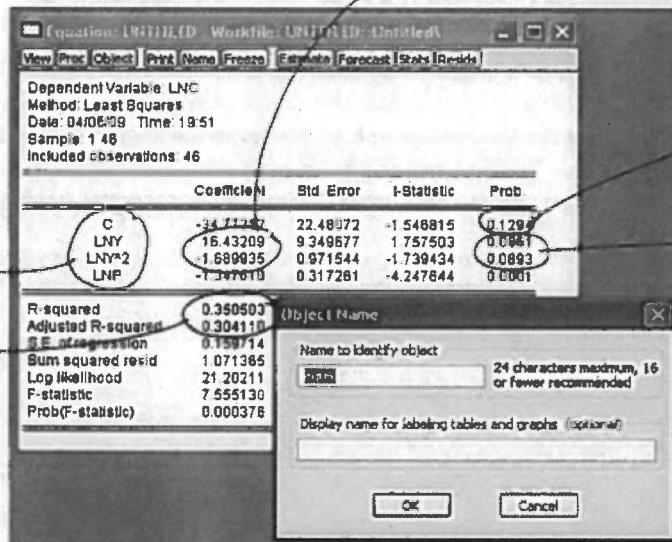 Equation: UNTITLED Workfile: UNTITLED::Untitled\
View Proc Object Print Name Freeze Estimate Forecast Stats Resids
Dependent Variable: LNC
Method: Least Squares
Date: 04/06/09 Time: 19:51
Sample: 1 46
Included observations: 46
Coefficient Std. Error t-Statistic Prob.
C 22.48072 -1.546815 0.1294
LNY 16.43209 9.349677 1.757503 0.0861
LNY^2 -1.689935 0.971544 -1.739434 0.0893
LNP -1.347610 0.317261 -4.247644 0.0001
R-squared 0.350503
Adjusted R-squared 0.304110
S.E. of regression 0.159714
Sum squared resid 1.071365
Log likelihood 21.20211
F-statistic 7.555130
Prob(F-statistic) 0.000376
Object Name
Name to identify object
24 characters maximum, 16
or fewer recommended
Display name for labeling tables and graphs (optional)
OK Cancel